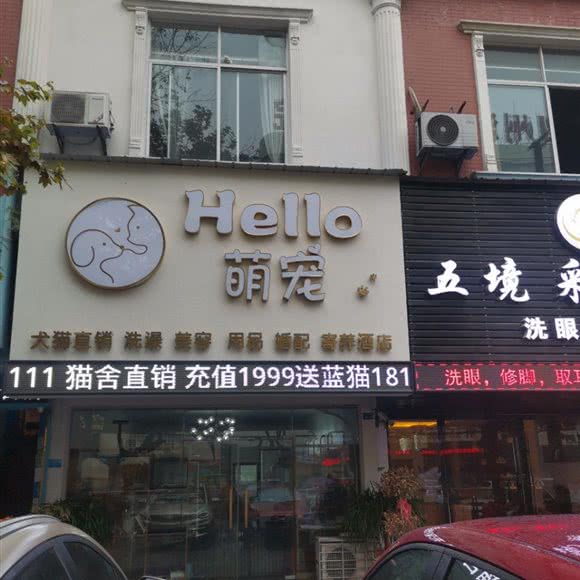 Hello
萌宠
犬猫直销 洗澡 美容 用品 婚配 寄养酒店
111 猫舍直销 充值1999送蓝猫181
五境采
洗眼
洗眼，修脚，取耳